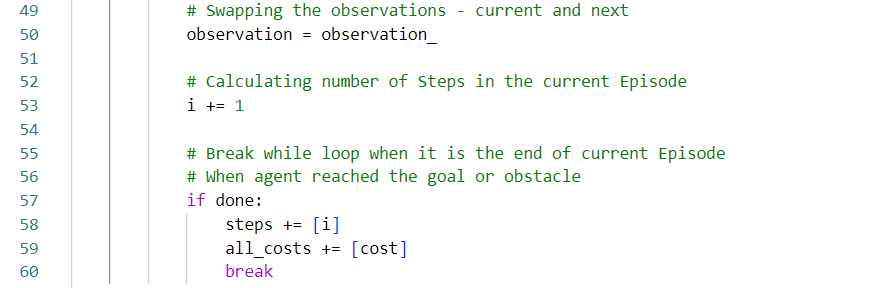 49 # Swapping the observations - current and next
50 observation = observation_
51
52 # Calculating number of Steps in the current Episode
53 i += 1
54
55 # Break while loop when it is the end of current Episode
56 # When agent reached the goal or obstacle
57 if done:
58 steps += [i]
59 all_costs += [cost]
60 break